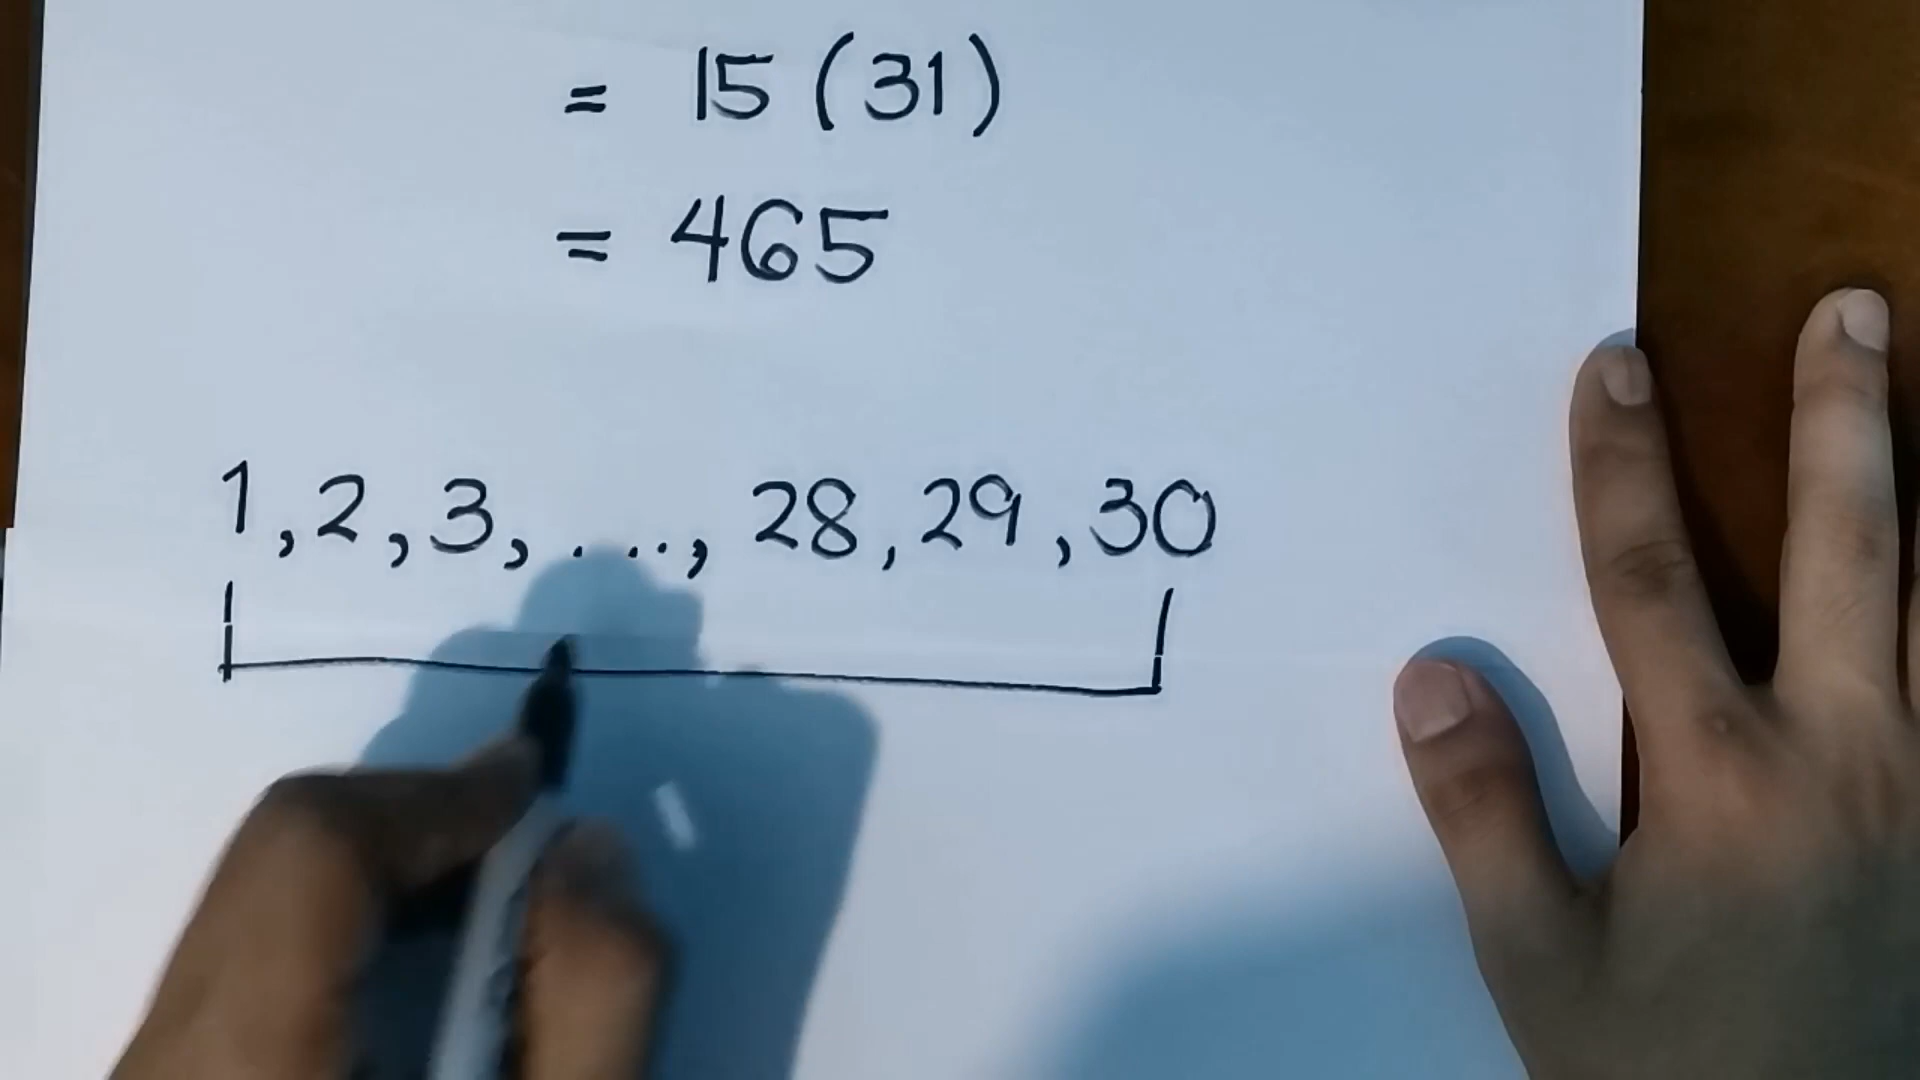 = 15 (31)
= 465
1, 2, 3, ...., 28, 29, 30